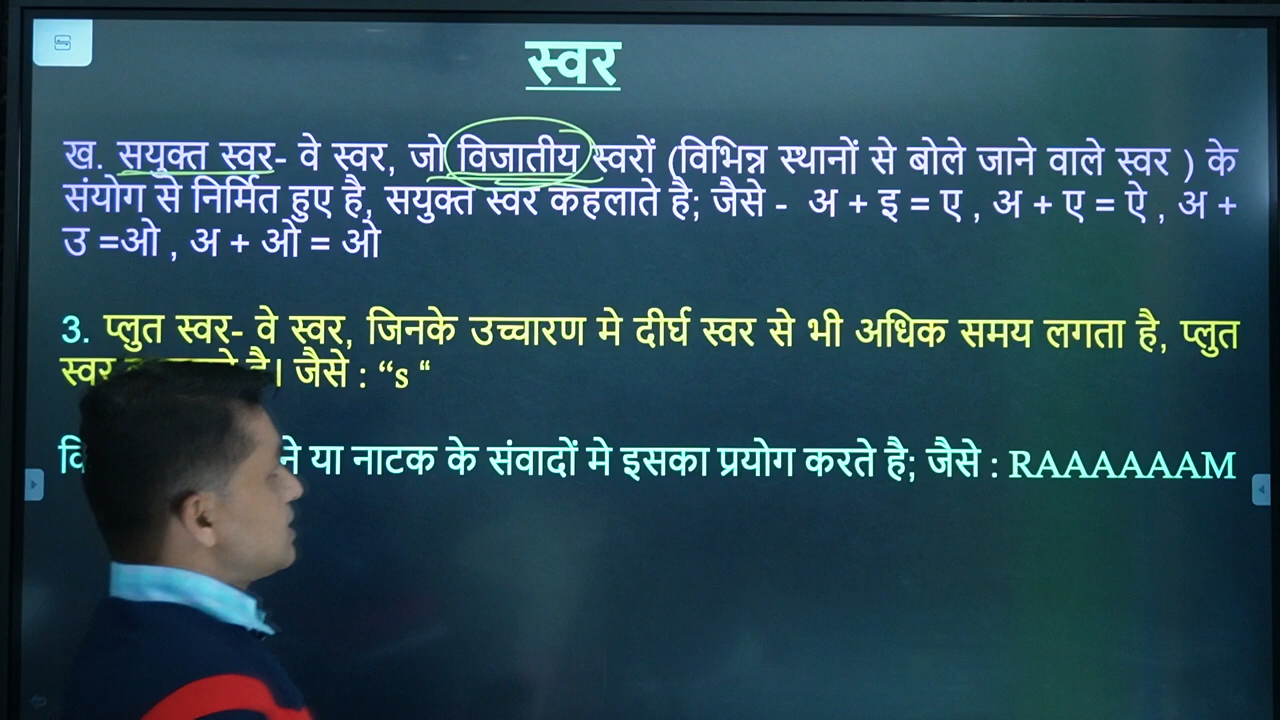 स्वर
ख. सयुक्त स्वर- वे स्वर, जो विजातीय स्वरों (विभिन्न स्थानों से बोले जाने वाले स्वर ) के
संयोग से निर्मित हुए है, सयुक्त स्वर कहलाते है; जैसे - अ + इ = ए , अ + ए = ऐ , अ +
उ =ओ , अ + ओ = ओ
3. प्लुत स्वर- वे स्वर, जिनके उच्चारण मे दीर्घ स्वर से भी अधिक समय लगता है, प्लुत
स्वर है। जैसे : “s “
या नाटक के संवादों मे इसका प्रयोग करते है; जैसे : RAAAAAAM